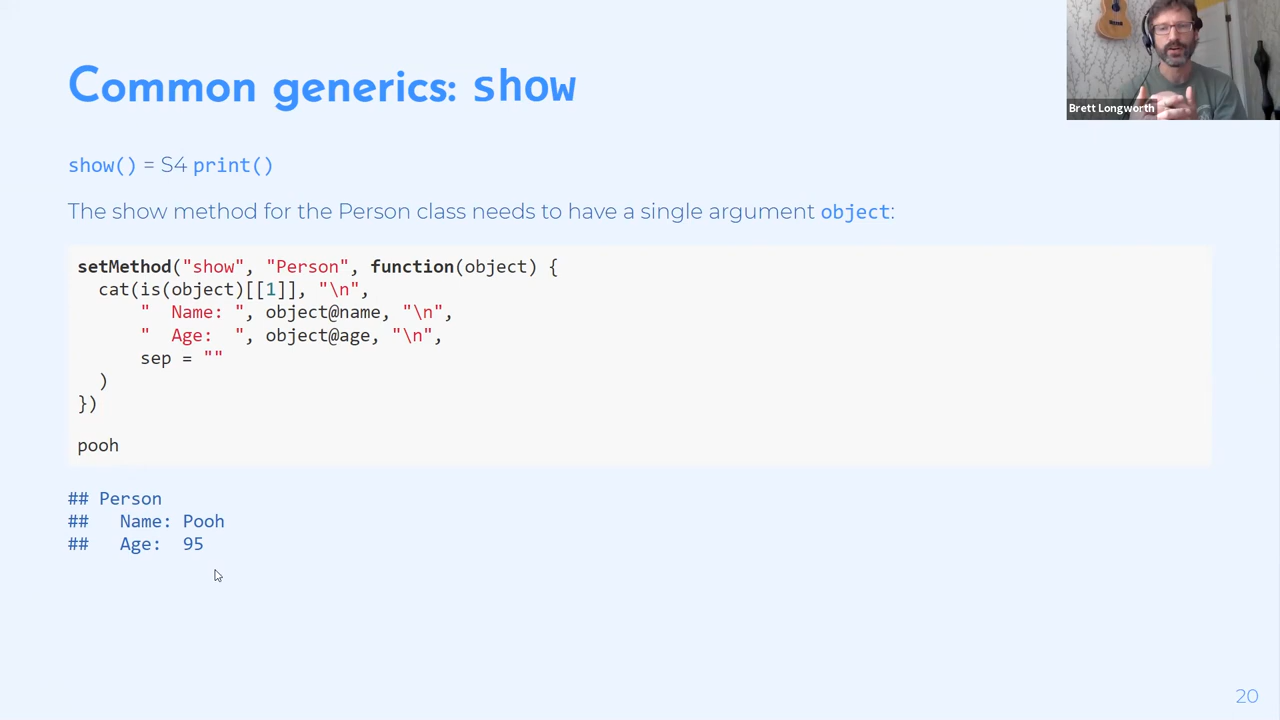 Common generics: show
Brett Longworth
show() = S4 print()
The show method for the Person class needs to have a single argument object:
setMethod("show", "Person", function(object) {
  cat(is(object)[[1]], "\n",
      "  Name: ", object@name, "\n",
      "  Age:  ", object@age, "\n",
      sep = ""
  )
})
pooh
## Person
##   Name: Pooh
##   Age:  95
20